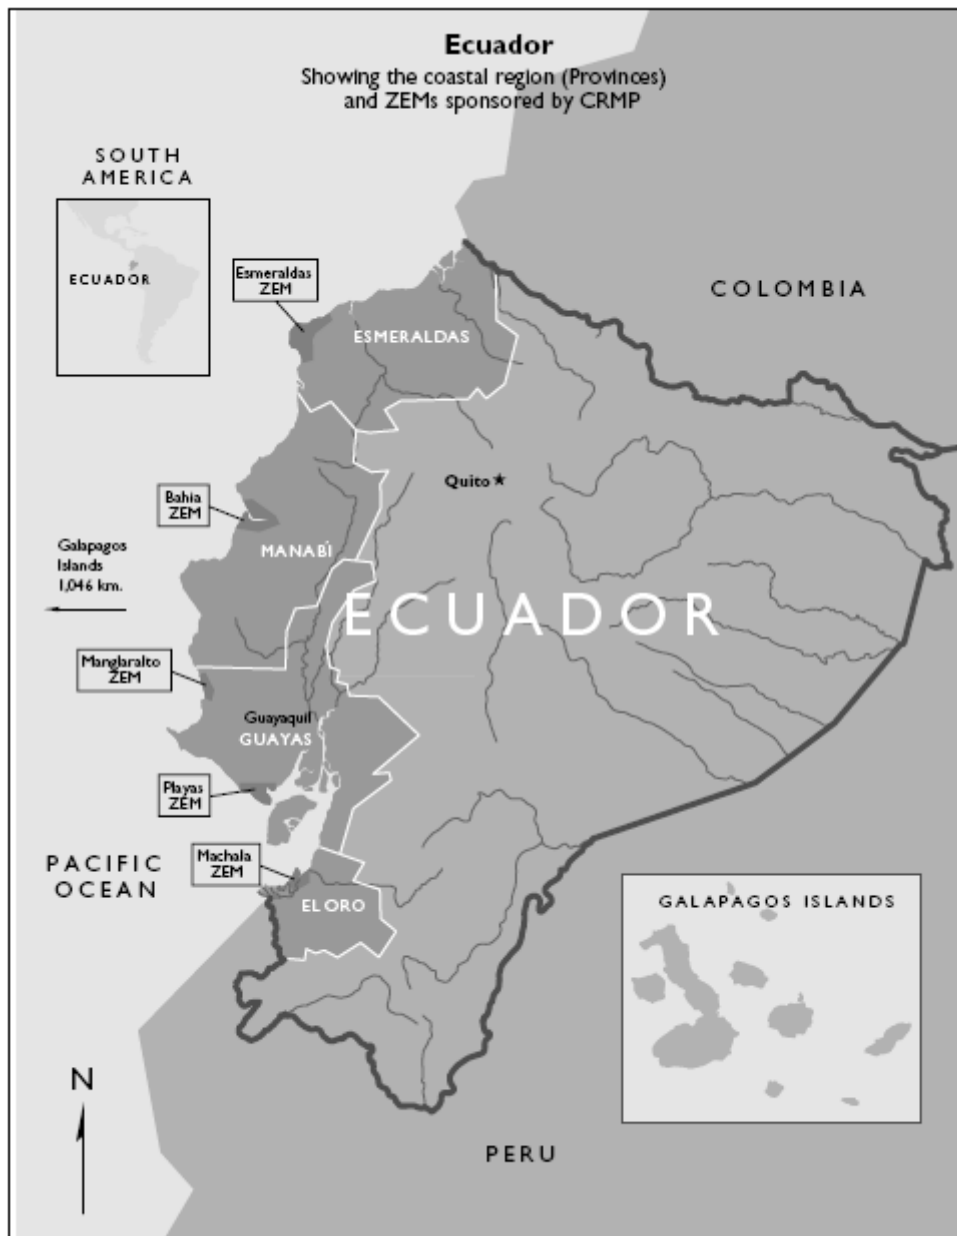 Ecuador
Showing the coastal region (Provinces)
and ZEMs sponsored by CRMP
SOUTH
AMERICA
ECUADOR
Esmeraldas
ZEM
COLOMBIA
ESMERALDAS
Quito
Bahia
ZEM
MANABÍ
Galapagos
Islands
1,046 km.
ECUADOR
Manglaralto
ZEM
Guayaquil
GUAYAS
Playas
ZEM
Machala
ZEM
PACIFIC
OCEAN
EL ORO
GALAPAGOS ISLANDS
N
PERU